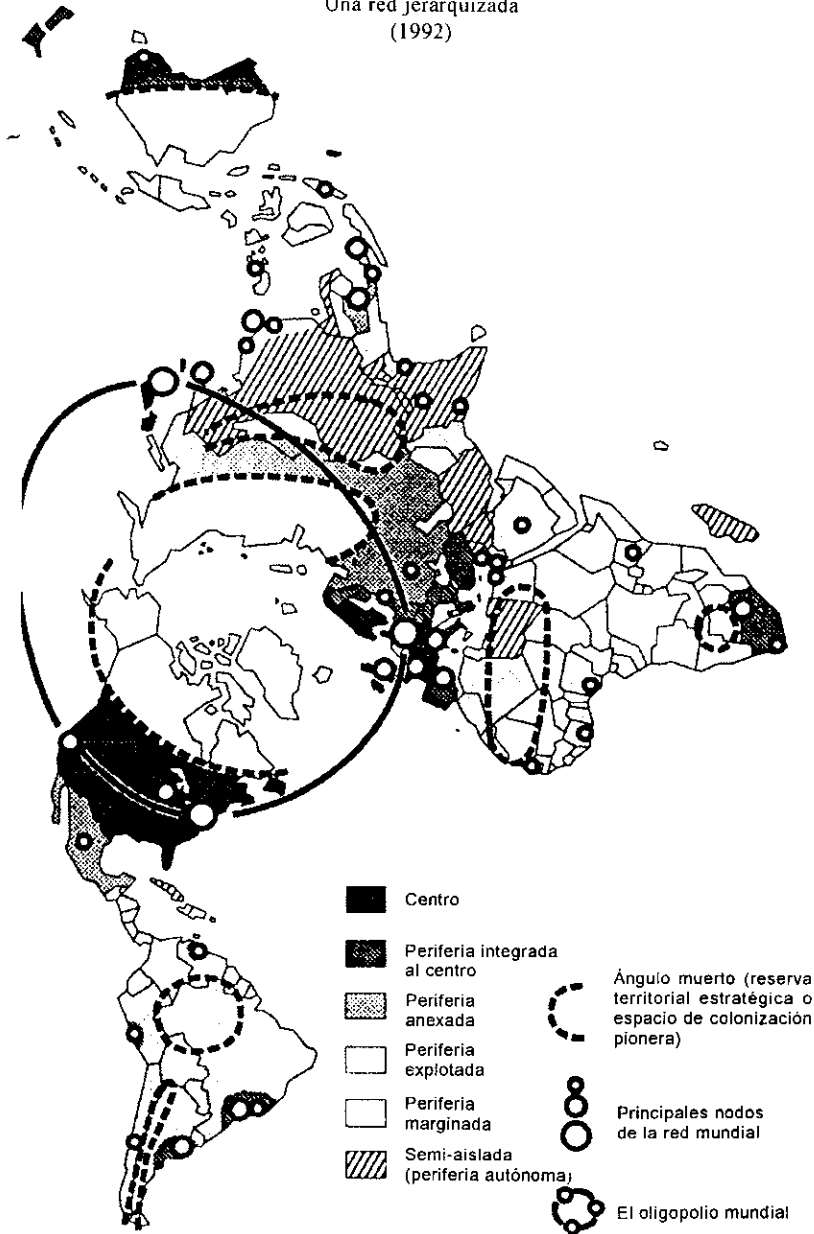 Una red jerarquizada
(1992)
Centro
Periferia integrada
al centro
Periferia
anexada
Periferia
explotada
Periferia
marginada
Semi-aislada
(periferia autónoma)
Ángulo muerto (reserva
territorial estratégica o
espacio de colonización
pionera)
Principales nodos
de la red mundial
El oligopolio mundial